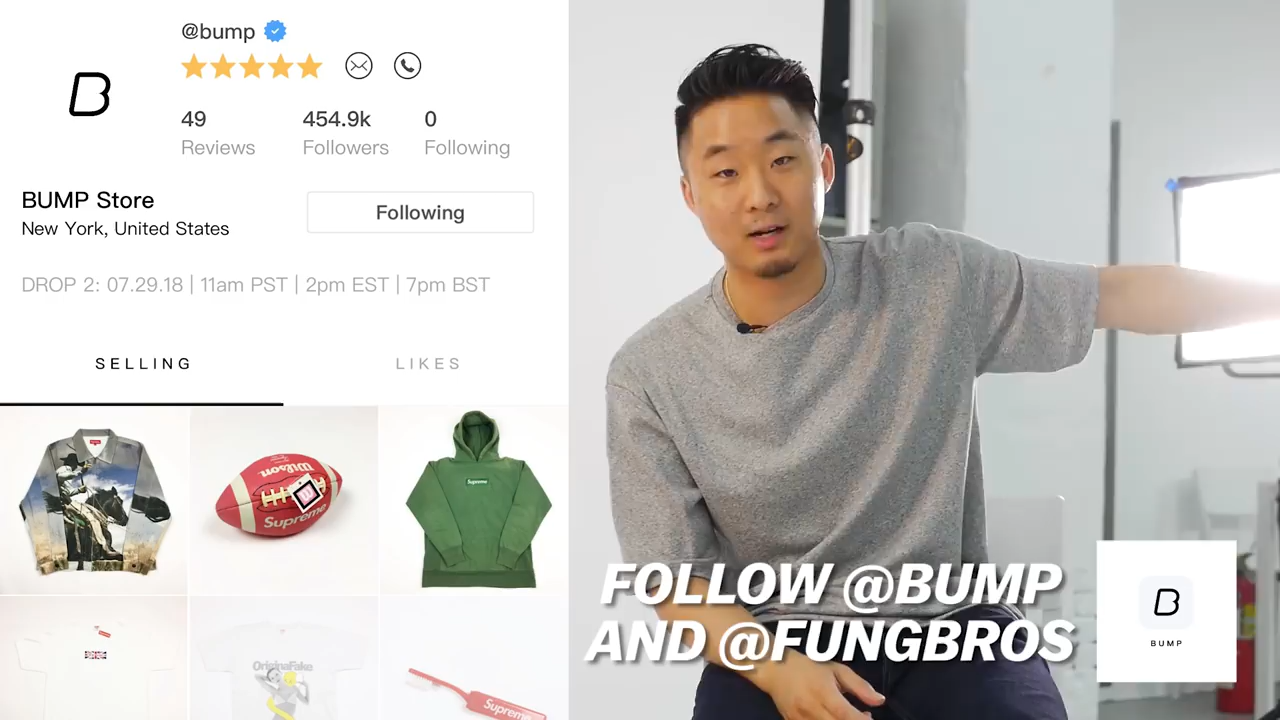 @bump
B
49
454.9k
0
Reviews
Followers
Following
BUMP Store
Following
New York, United States
DROP 2: 07.29.18 | 11am PST | 2pm EST | 7pm BST
SELLING
LIKES
Wilson
Supreme
Supreme
OriginalFake
Supreme
FOLLOW @BUMP
AND @FUNGBROS
B
BUMP